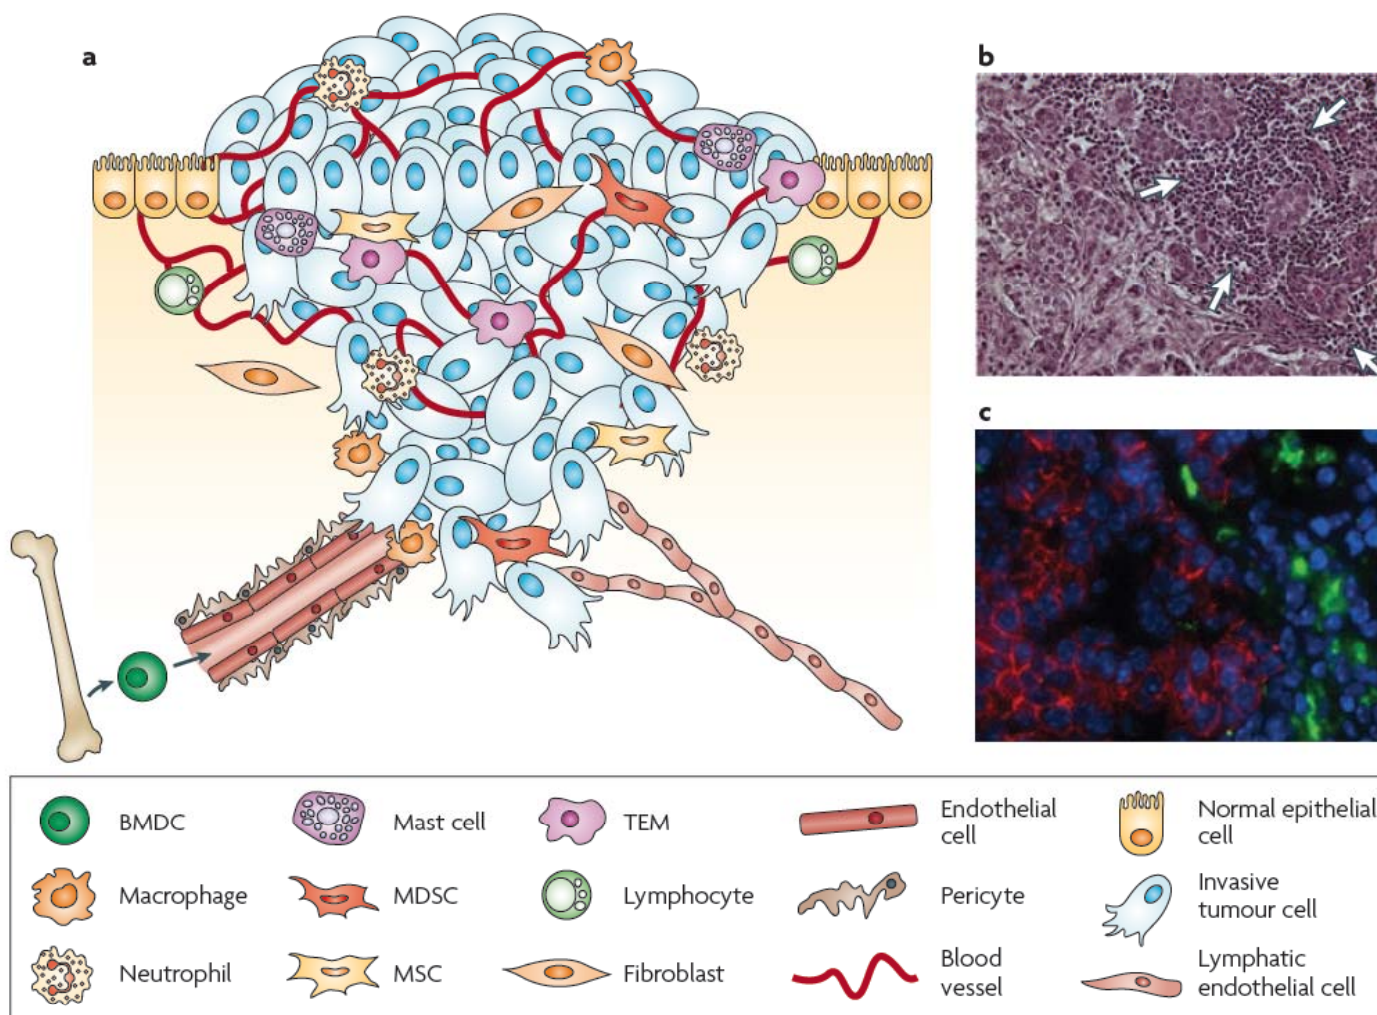 a
b
c
BMDC
Mast cell
TEM
Endothelial
cell
Normal epithelial
cell
Macrophage
MDSC
Lymphocyte
Pericyte
Invasive
tumour cell
Neutrophil
MSC
Fibroblast
Blood
vessel
Lymphatic
endothelial cell